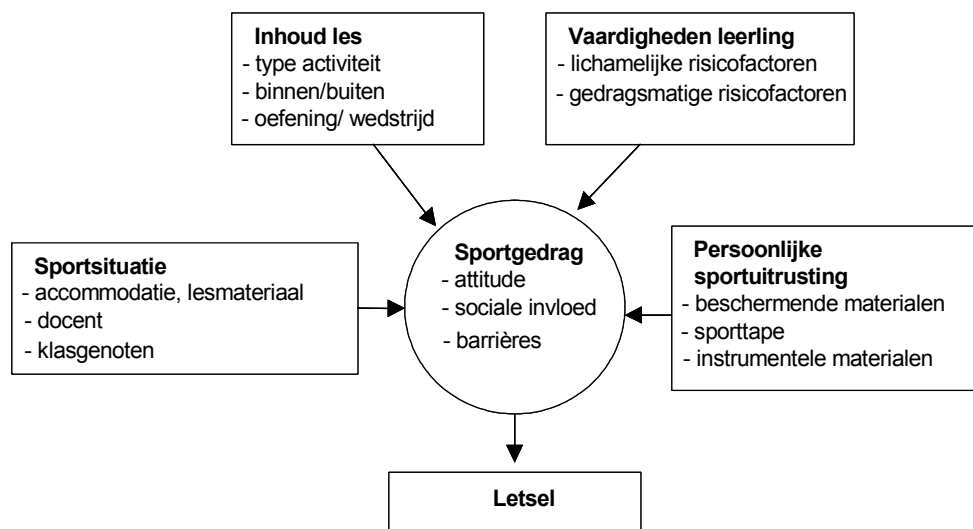 Inhoud les
- type activiteit
- binnen/buiten
- oefening/ wedstrijd
Vaardigheden leerling
- lichamelijke risicofactoren
- gedragsmatige risicofactoren
Sportsituatie
- accommodatie, lesmateriaal
- docent
- klasgenoten
Sportgedrag
- attitude
- sociale invloed
- barrières
Persoonlijke
sportuitrusting
- beschermende materialen
- sporttape
- instrumentele materialen
Letsel